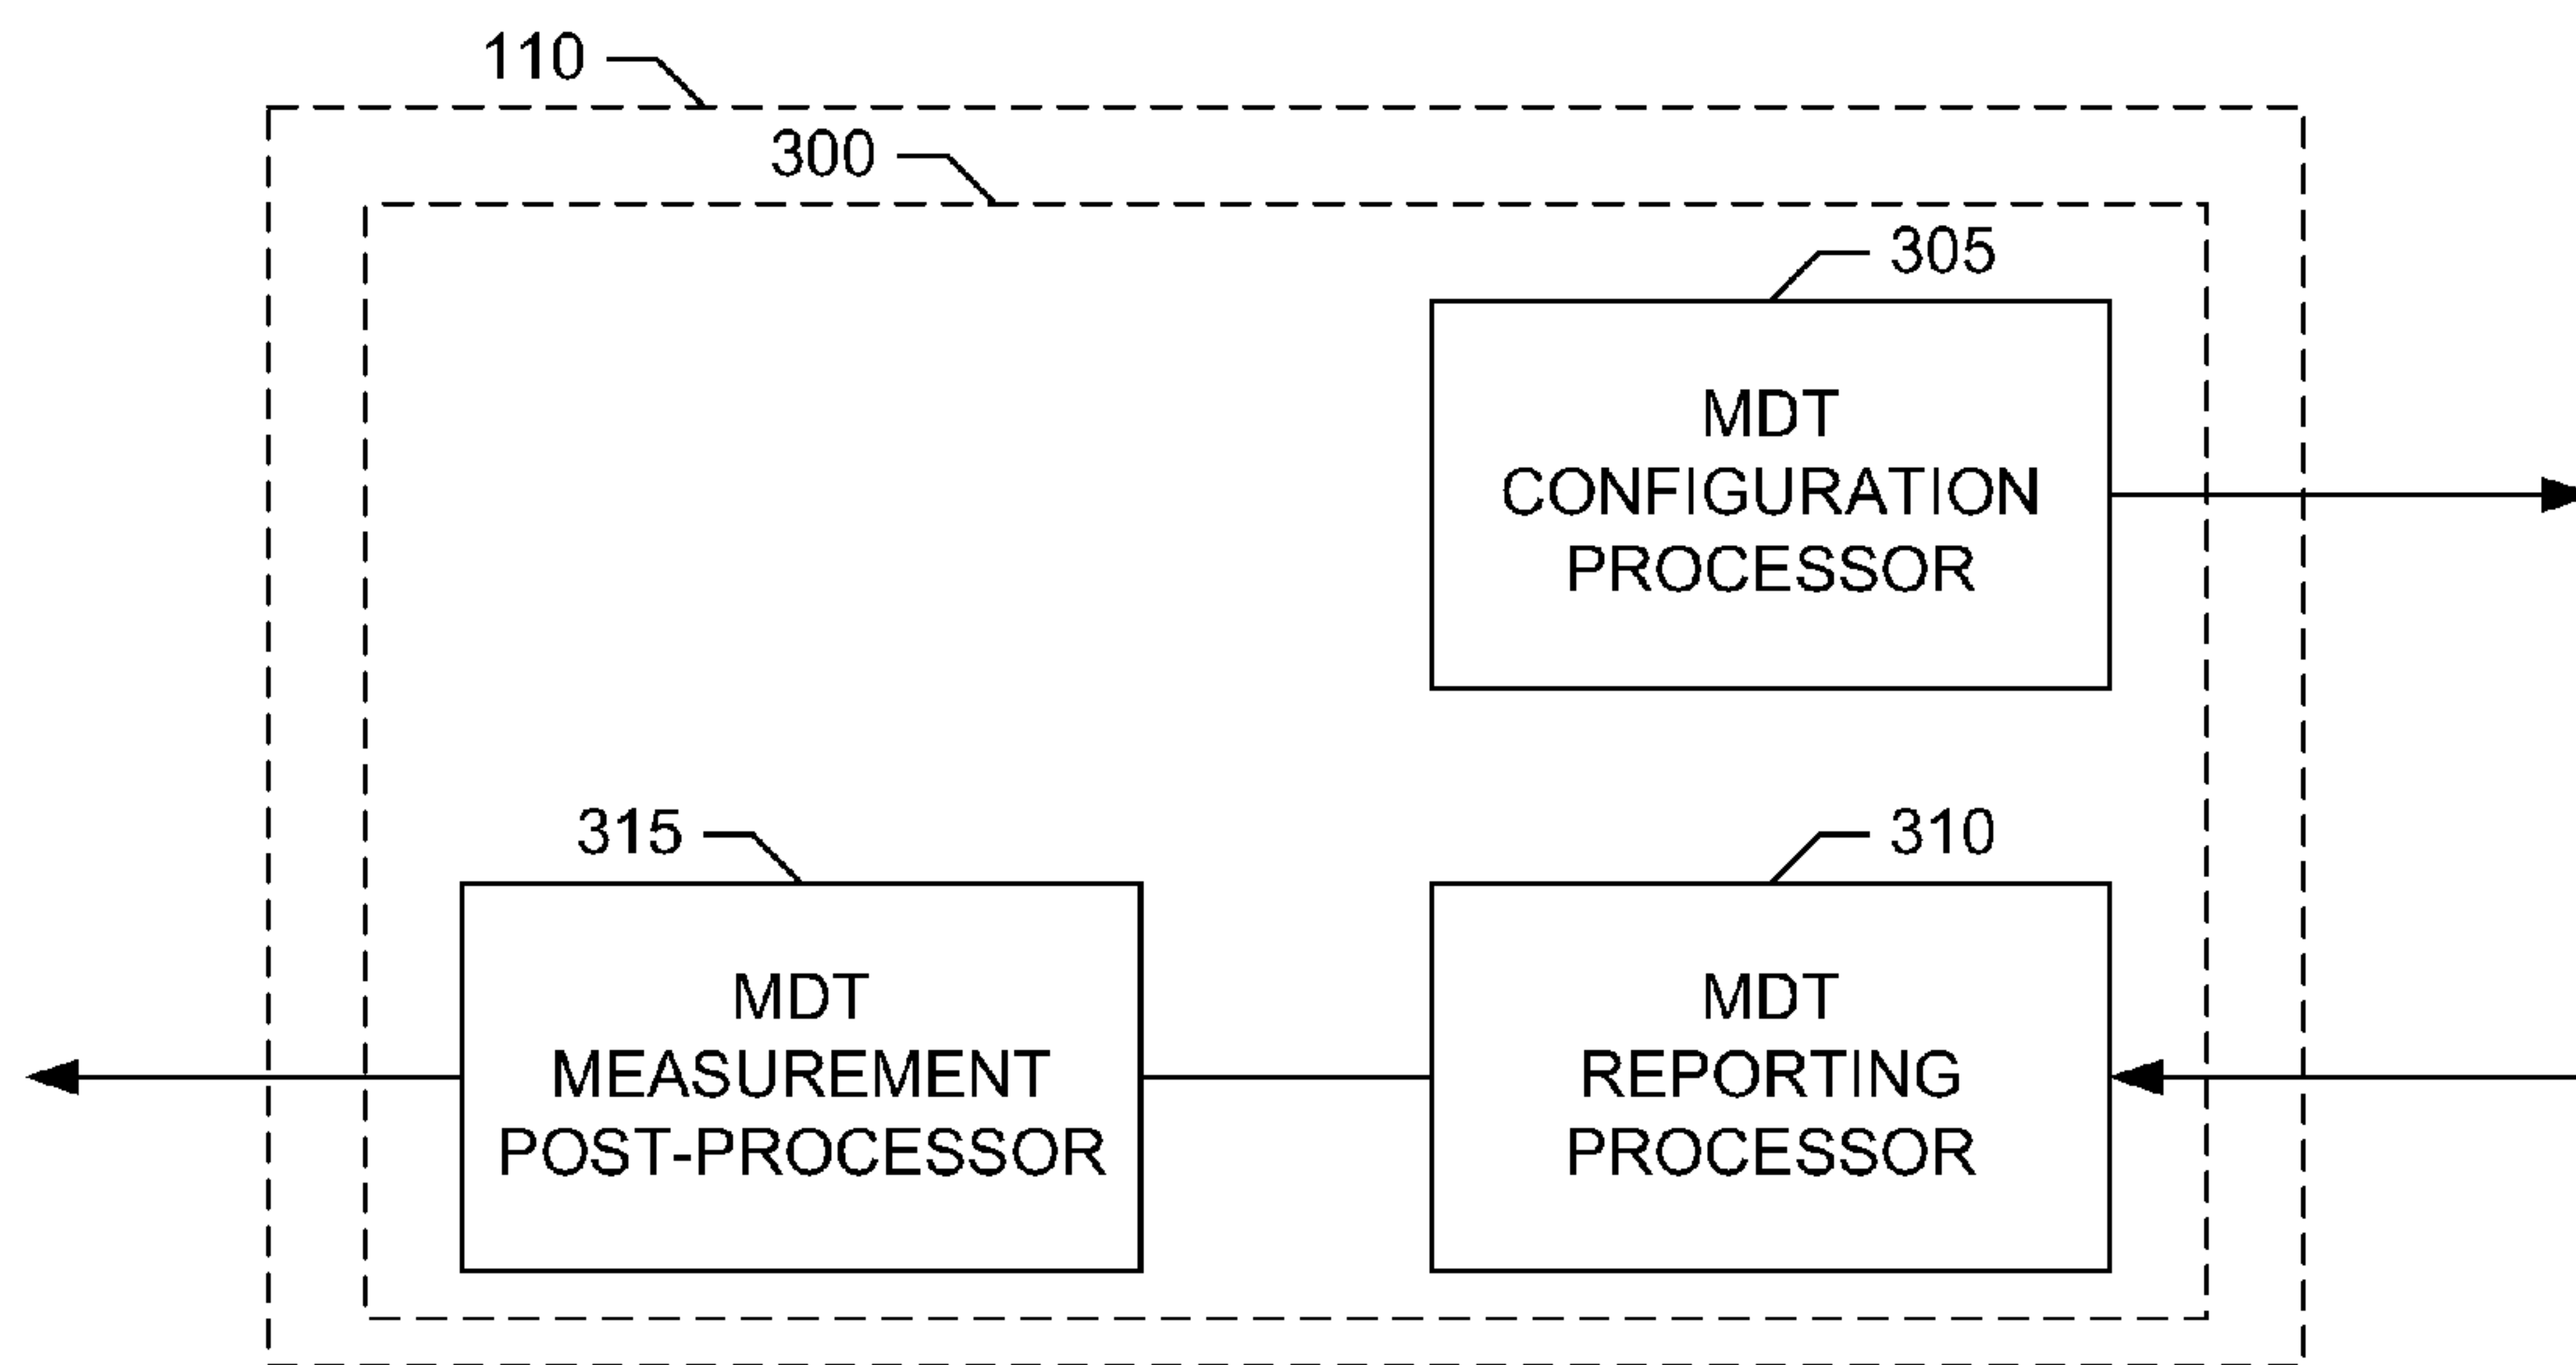 110
300
305
MDT
CONFIGURATION
PROCESSOR
315
310
MDT
MEASUREMENT
POST-PROCESSOR
MDT
REPORTING
PROCESSOR